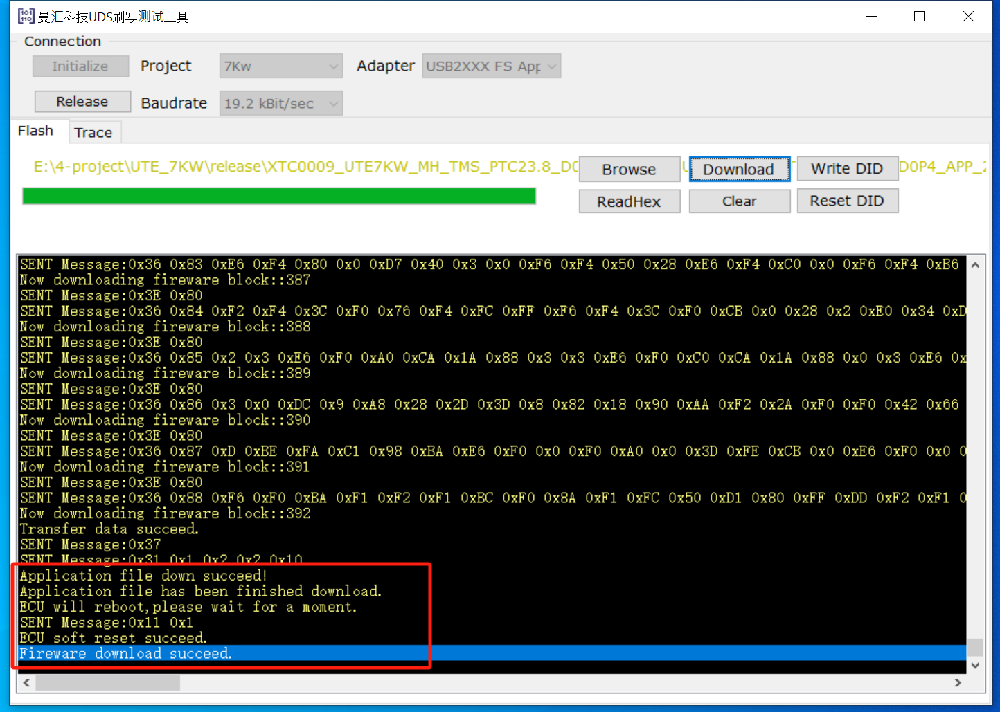 曼汇科技UDS刷写测试工具
Connection
Initialize Project 7Kw Adapter USB2XXX FS App
Release Baudrate 19.2 kBit/sec
Flash Trace
E:\4-project\UTE_7KW\release\XTC0009_UTE7KW_MH_TMS_PTC23.8_D0 Browse Download Write DID D0P4_APP_2
ReadHex Clear Reset DID
SENT Message:0x36 0x83 0xE6 0xF4 0x80 0x0 0xD7 0x40 0x3 0x0 0xF6 0xF4 0x50 0x28 0xE6 0xF4 0xC0 0x0 0xF6 0xF4 0xB6
Now downloading fireware block::387
SENT Message:0x3E 0x80
SENT Message:0x36 0x84 0xF2 0xF4 0x3C 0xF0 0x76 0xF4 0xFC 0xFF 0xF6 0xF4 0x3C 0xF0 0xCB 0x0 0x28 0x2 0xE0 0x34 0xD
Now downloading fireware block::388
SENT Message:0x3E 0x80
SENT Message:0x36 0x85 0x2 0x3 0xE6 0xF0 0xA0 0xCA 0x1A 0x88 0x3 0x3 0xE6 0xF0 0xC0 0xCA 0x1A 0x88 0x0 0x3 0xE6 0x
Now downloading fireware block::389
SENT Message:0x3E 0x80
SENT Message:0x36 0x86 0x3 0x0 0xDC 0x9 0xA8 0x28 0x2D 0x3D 0x8 0x82 0x18 0x90 0xAA 0xF2 0x2A 0xF0 0xF0 0x42 0x66
Now downloading fireware block::390
SENT Message:0x3E 0x80
SENT Message:0x36 0x87 0xD 0xBE 0xFA 0xC1 0x98 0xBA 0xE6 0xF0 0x0 0xF0 0xA0 0x0 0x3D 0xFE 0xCB 0x0 0xE6 0xF0 0x0 0
Now downloading fireware block::391
SENT Message:0x3E 0x80
SENT Message:0x36 0x88 0xF6 0xF0 0xBA 0xF1 0xF2 0xF1 0xBC 0xF0 0x8A 0xF1 0xFC 0x50 0xD1 0x80 0xFF 0xDD 0xF2 0xF1 0
Now downloading fireware block::392
Transfer data succeed.
SENT Message:0x37
SENT Message:0x31 0x1 0x2 0x2 0x10
Application file down succeed!
Application file has been finished download.
ECU will reboot,please wait for a moment.
SENT Message:0x11 0x1
ECU soft reset succeed.
Fireware download succeed.